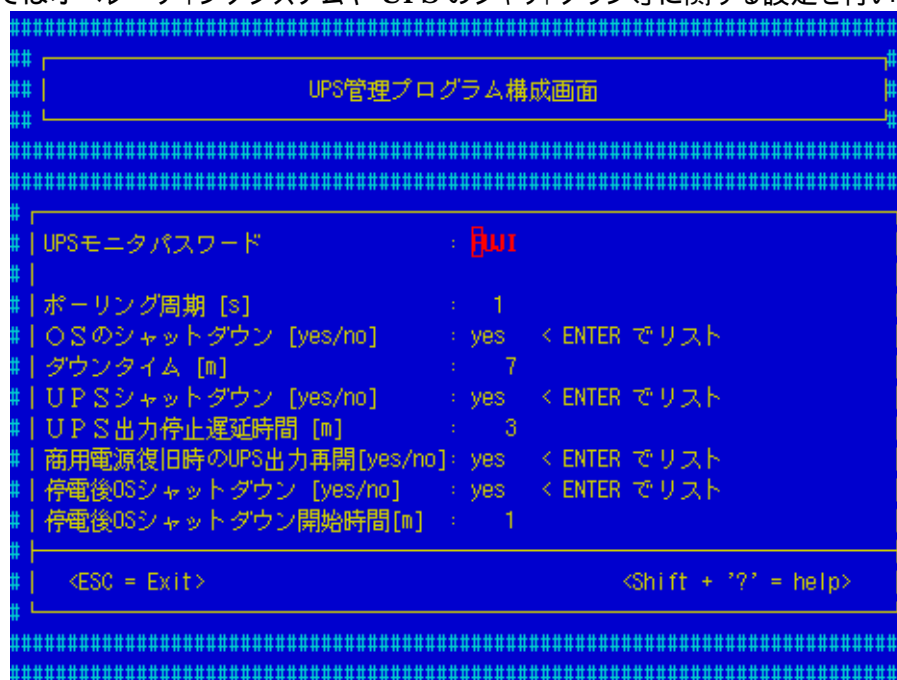 UPS管理プログラム構成画面
UPSモニタパスワード : FUJI
ポーリング周期 [s] : 1
OSのシャットダウン [yes/no] : yes < ENTER でリスト
ダウンタイム [m] : 7
UPSシャットダウン [yes/no] : yes < ENTER でリスト
UPS出力停止遅延時間 [m] : 3
商用電源復旧時のUPS出力再開[yes/no]: yes < ENTER でリスト
停電後OSシャットダウン [yes/no] : yes < ENTER でリスト
停電後OSシャットダウン開始時間[m] : 1
<ESC = Exit> <Shift + '?' = help>